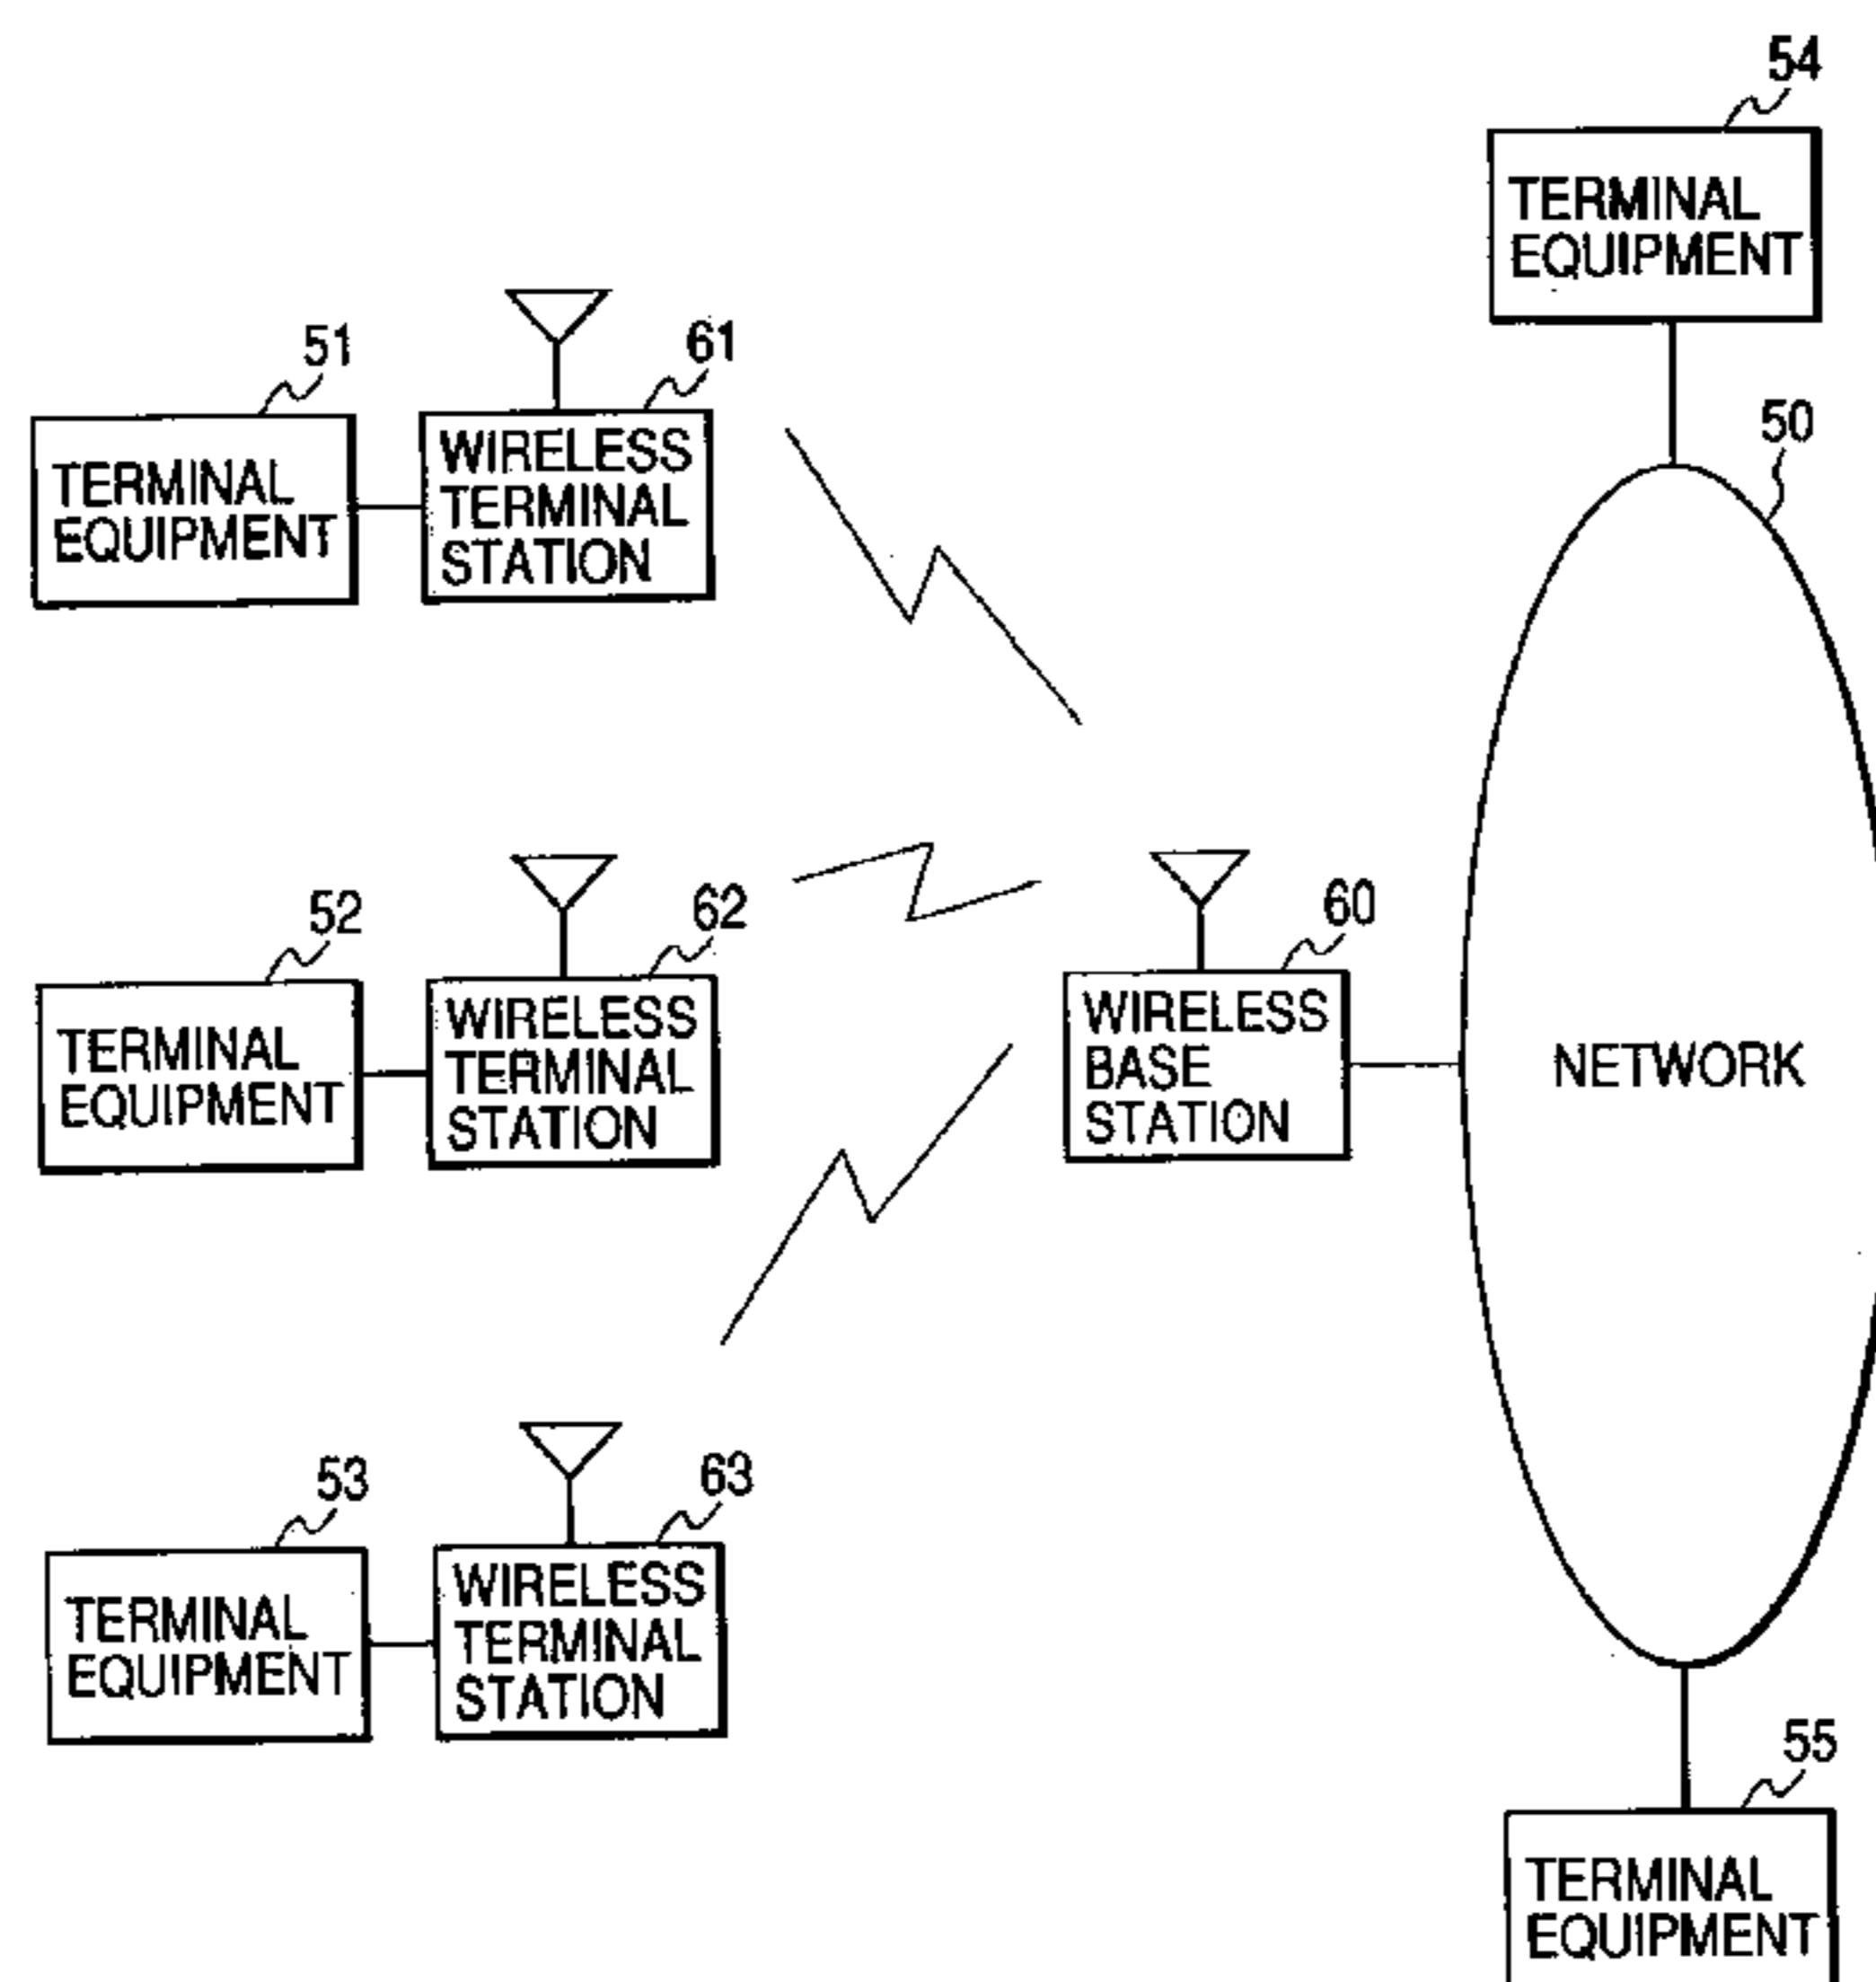 54
TERMINAL
EQUIPMENT
51
61
TERMINAL
EQUIPMENT
WIRELESS
TERMINAL
STATION
50
52
62
60
TERMINAL
EQUIPMENT
WIRELESS
TERMINAL
STATION
WIRELESS
BASE
STATION
NETWORK
53
63
TERMINAL
EQUIPMENT
WIRELESS
TERMINAL
STATION
55
TERMINAL
EQUIPMENT